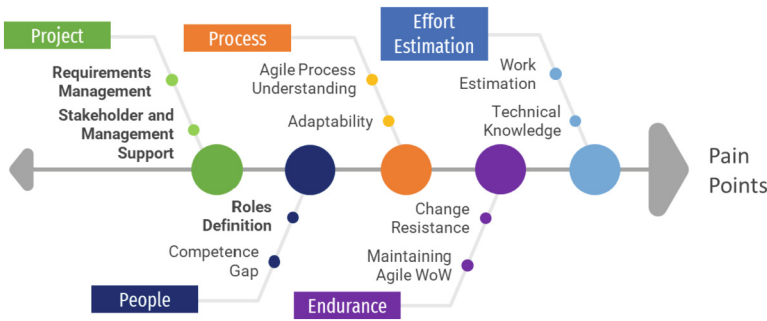 Project
Requirements
Management
Stakeholder and
Management
Support
Process
Agile Process
Understanding
Adaptability
Effort
Estimation
Work
Estimation
Technical
Knowledge
Pain
Points
Roles
Definition
Competence
Gap
People
Change
Resistance
Maintaining
Agile WoW
Endurance